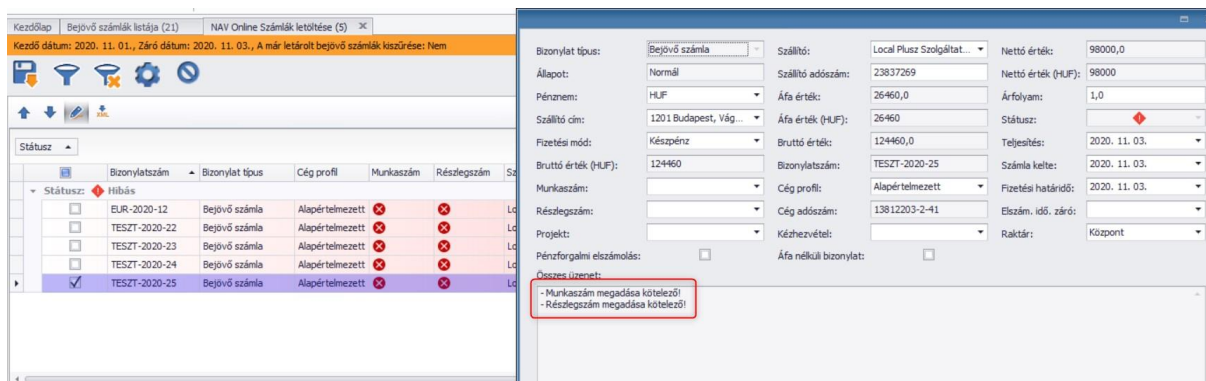 Kezdőlap Bejövő számlák listája (21) NAV Online Számlák letöltése (5)
Kezdő dátum: 2020. 11. 01., Záró dátum: 2020. 11. 03., A már letárolt bejövő számlák kiszűrése: Nem
XML
Státusz
Bizonylatszám Bizonylat típus Cég profil Munkaszám Részlegszám Sz
Státusz: Hibás
EUR-2020-12 Bejövő számla Alapértelmezett Lo
TESZT-2020-22 Bejövő számla Alapértelmezett Lo
TESZT-2020-23 Bejövő számla Alapértelmezett Lo
TESZT-2020-24 Bejövő számla Alapértelmezett Lo
TESZT-2020-25 Bejövő számla Alapértelmezett Lo
Bizonylat típus: Bejövő számla Szállító: Local Plusz Szolgáltat... Nettó érték: 98000,0
Állapot: Normál Szállító adószám: 23837269 Nettó érték (HUF): 98000
Pénznem: HUF Áfa érték: 26460,0 Árfolyam: 1,0
Szállító cím: 1201 Budapest, Vág... Áfa érték (HUF): 26460 Státusz:
Fizetési mód: Készpénz Bruttó érték: 124460,0 Teljesítés: 2020. 11. 03.
Bruttó érték (HUF): 124460 Bizonylatszám: TESZT-2020-25 Számla kelte: 2020. 11. 03.
Munkaszám: Cég profil: Alapértelmezett Fizetési határidő: 2020. 11. 03.
Részlegszám: Cég adószám: 13812203-2-41 Elszám. idő. záró:
Projekt: Kézhezvétel: Raktár: Központ
Pénzforgalmi elszámolás: Áfa nélküli bizonylat:
Összes üzenet:
- Munkaszám megadása kötelező!
- Részlegszám megadása kötelező!